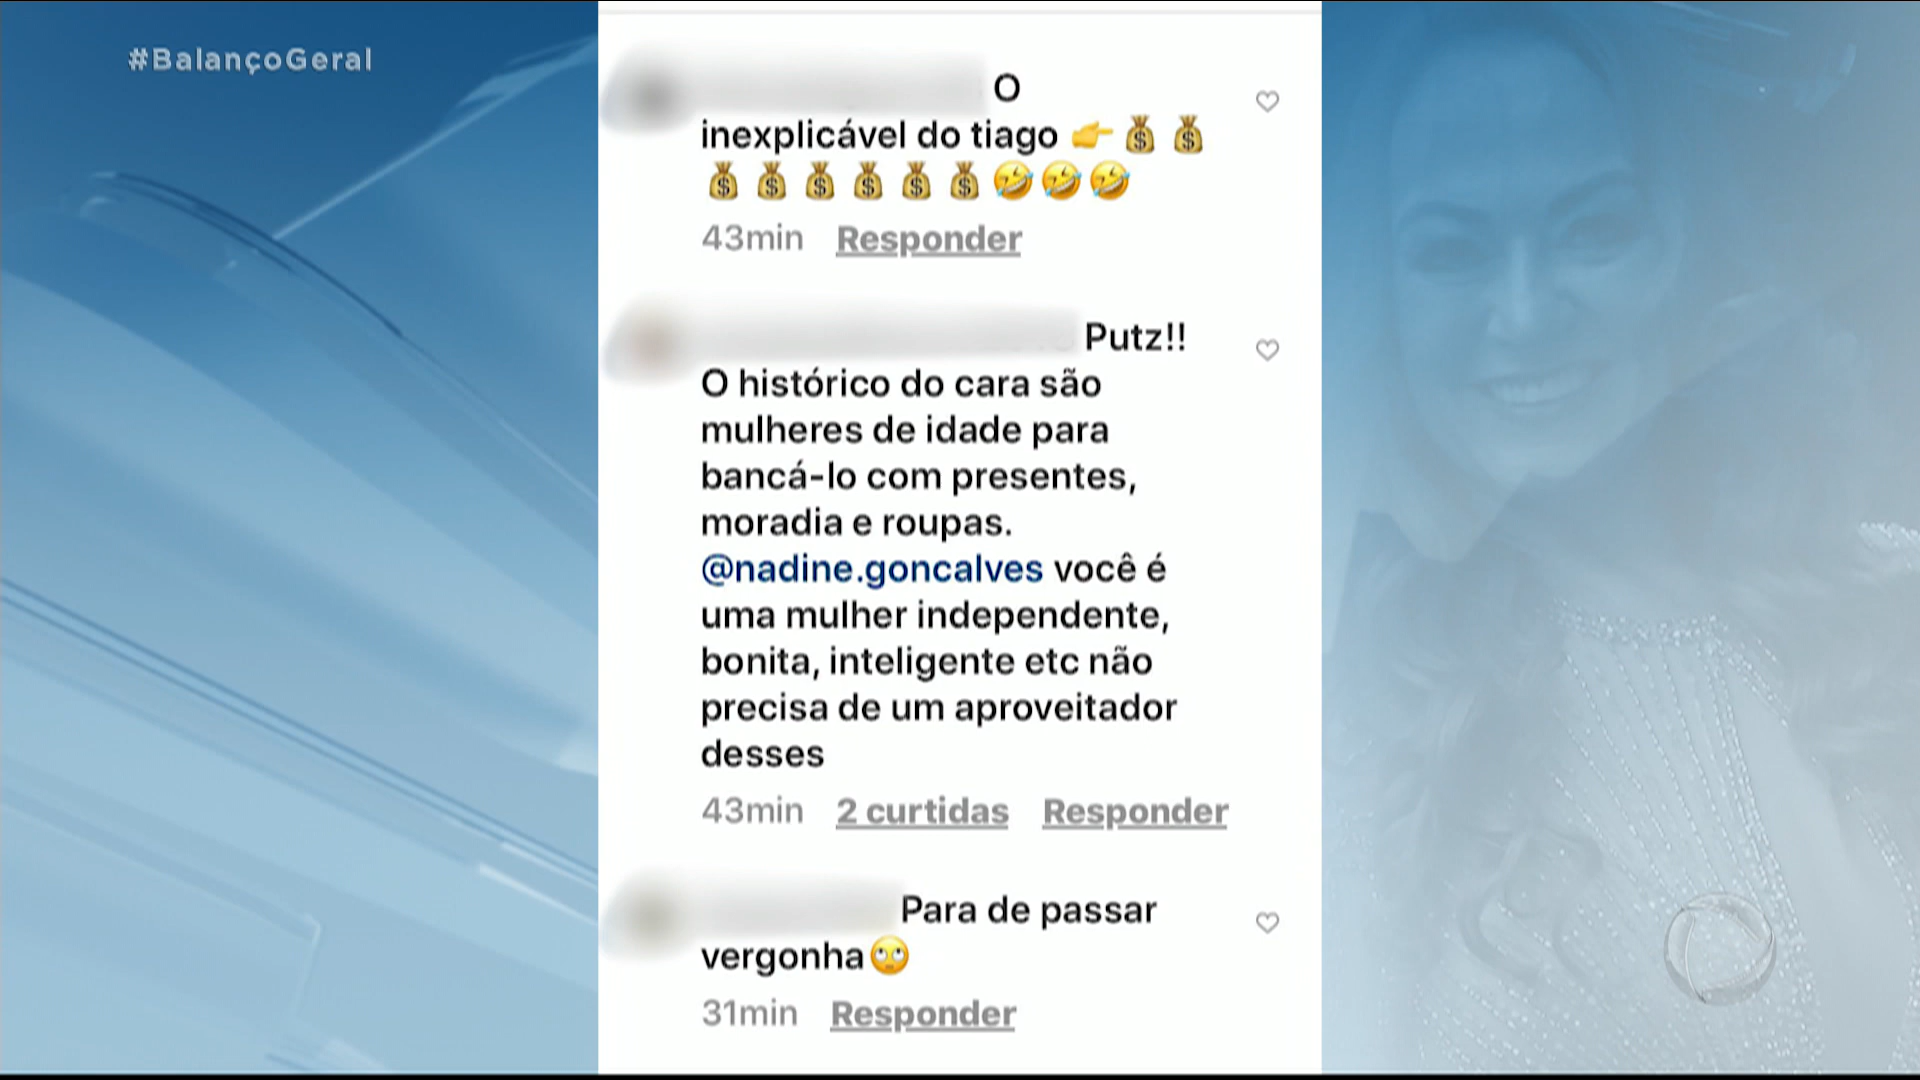 #BalançoGeral
O
inexplicável do tiago 👉💰💰
💰💰💰💰💰💰🤣🤣🤣
43min Responder
Putz!!
O histórico do cara são
mulheres de idade para
bancá-lo com presentes,
moradia e roupas.
@nadine.goncalves você é
uma mulher independente,
bonita, inteligente etc não
precisa de um aproveitador
desses
43min 2 curtidas Responder
Para de passar
vergonha🙄
31min Responder